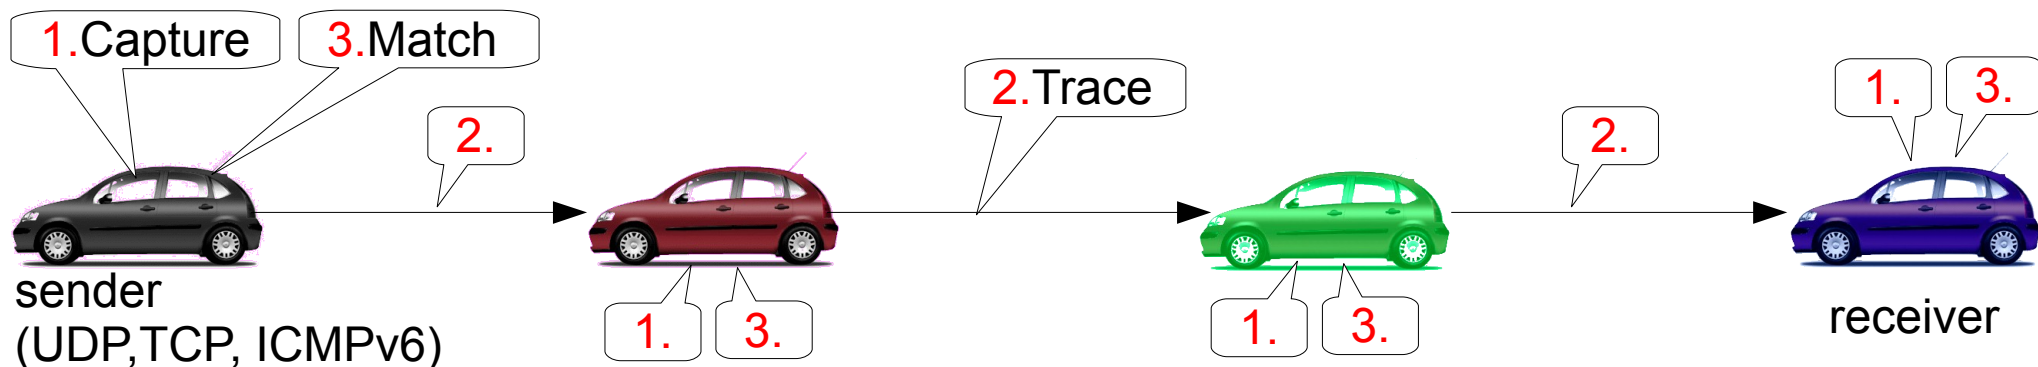 1.Capture
3.Match
2.
2.Trace
2.
1.
3.
1.
3.
1.
3.
sender
(UDP,TCP, ICMPv6)
receiver